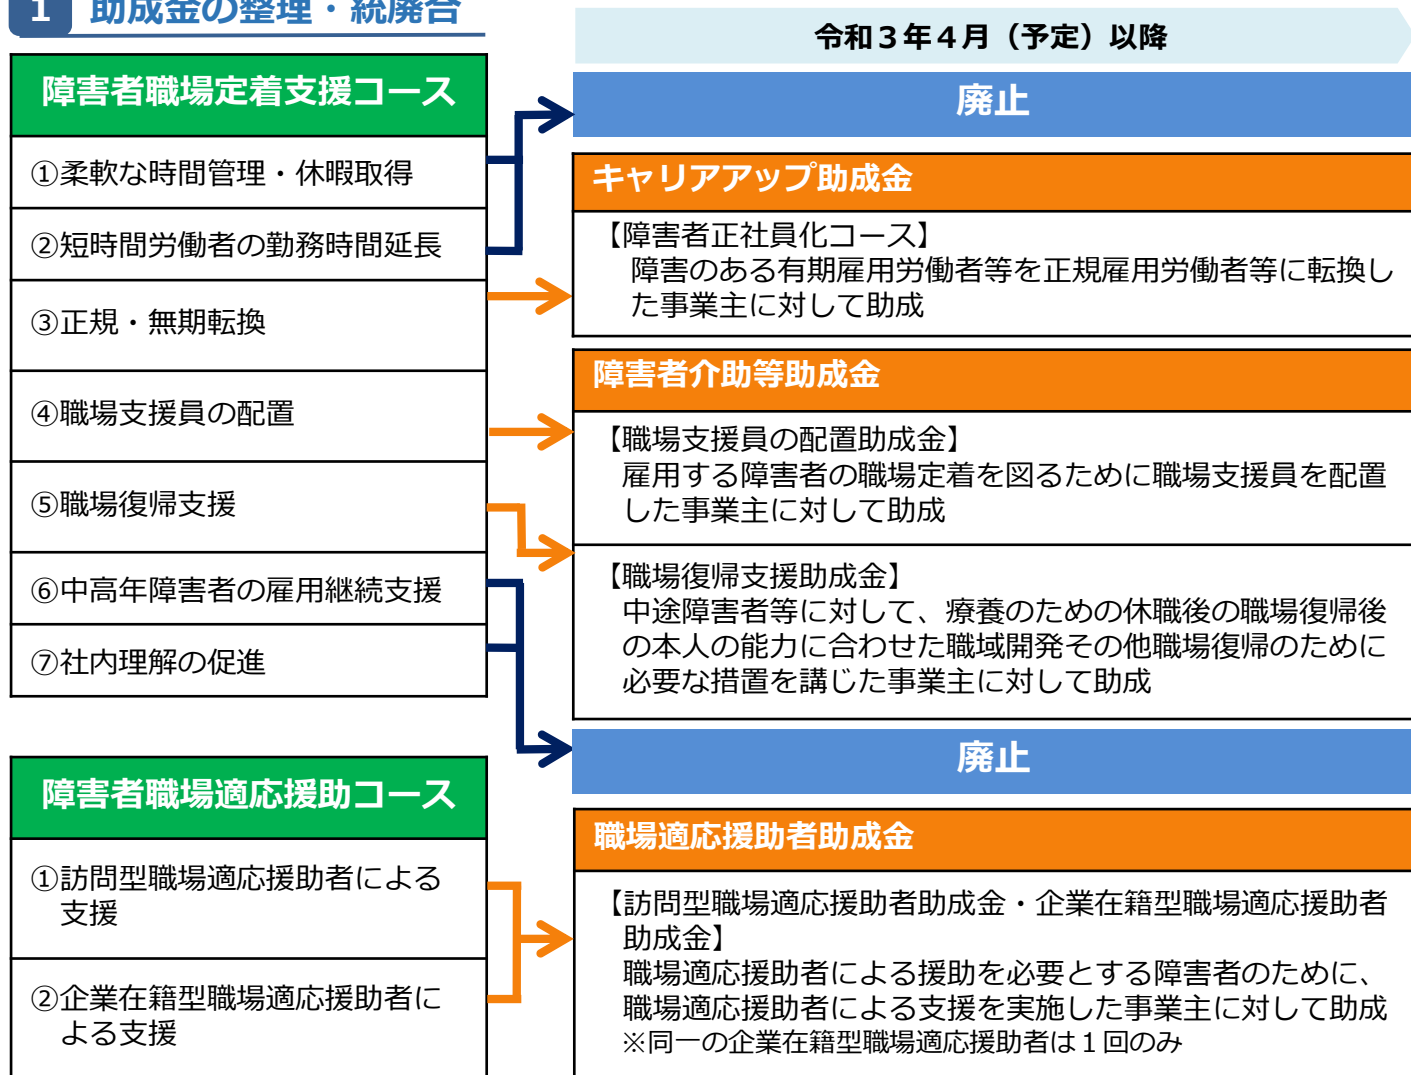 1 助成金の整理・統廃合
障害者職場定着支援コース
①柔軟な時間管理・休暇取得
②短時間労働者の勤務時間延長
③正規・無期転換
④職場支援員の配置
⑤職場復帰支援
⑥中高年障害者の雇用継続支援
⑦社内理解の促進
障害者職場適応援助コース
①訪問型職場適応援助者による
支援
②企業在籍型職場適応援助者に
よる支援
令和３年４月（予定）以降
廃止
キャリアアップ助成金
【障害者正社員化コース】
障害のある有期雇用労働者等を正規雇用労働者等に転換し
た事業主に対して助成
障害者介助等助成金
【職場支援員の配置助成金】
雇用する障害者の職場定着を図るために職場支援員を配置
した事業主に対して助成
【職場復帰支援助成金】
中途障害者等に対して、療養のための休職後の職場復帰後
の本人の能力に合わせた職域開発その他職場復帰のために
必要な措置を講じた事業主に対して助成
廃止
職場適応援助者助成金
【訪問型職場適応援助者助成金・企業在籍型職場適応援助者
助成金】
職場適応援助者による援助を必要とする障害者のために、
職場適応援助者による支援を実施した事業主に対して助成
※同一の企業在籍型職場適応援助者は１回のみ